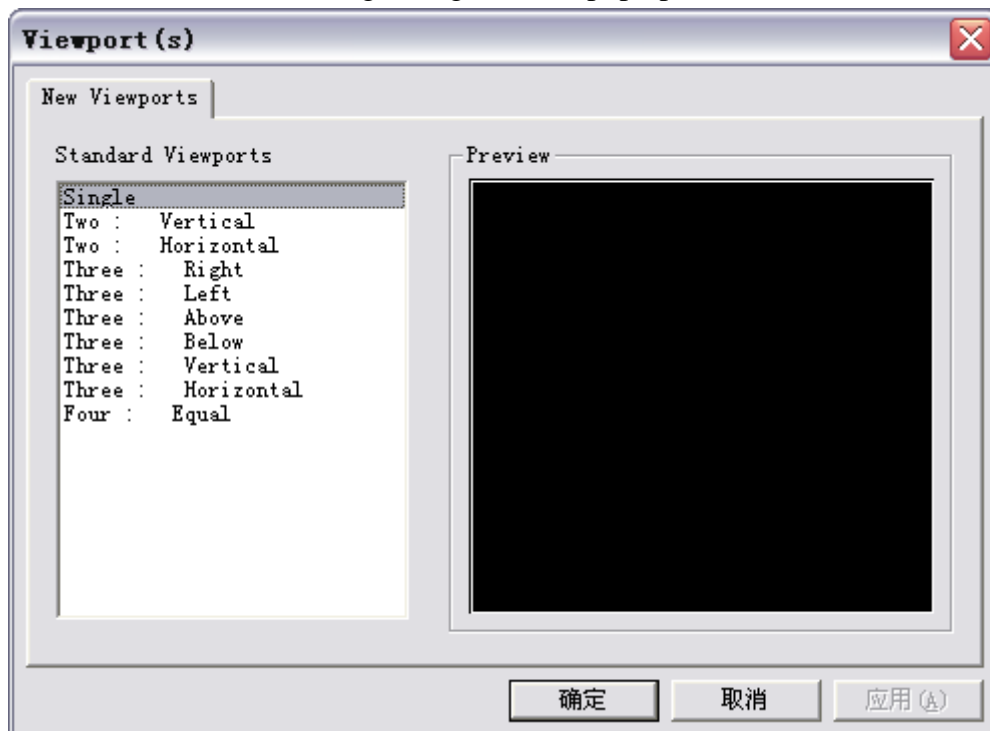 Viewport(s)
New Viewports
Standard Viewports
Single
Two : Vertical
Two : Horizontal
Three : Right
Three : Left
Three : Above
Three : Below
Three : Vertical
Three : Horizontal
Four : Equal
Preview
确定 取消 应用(A)